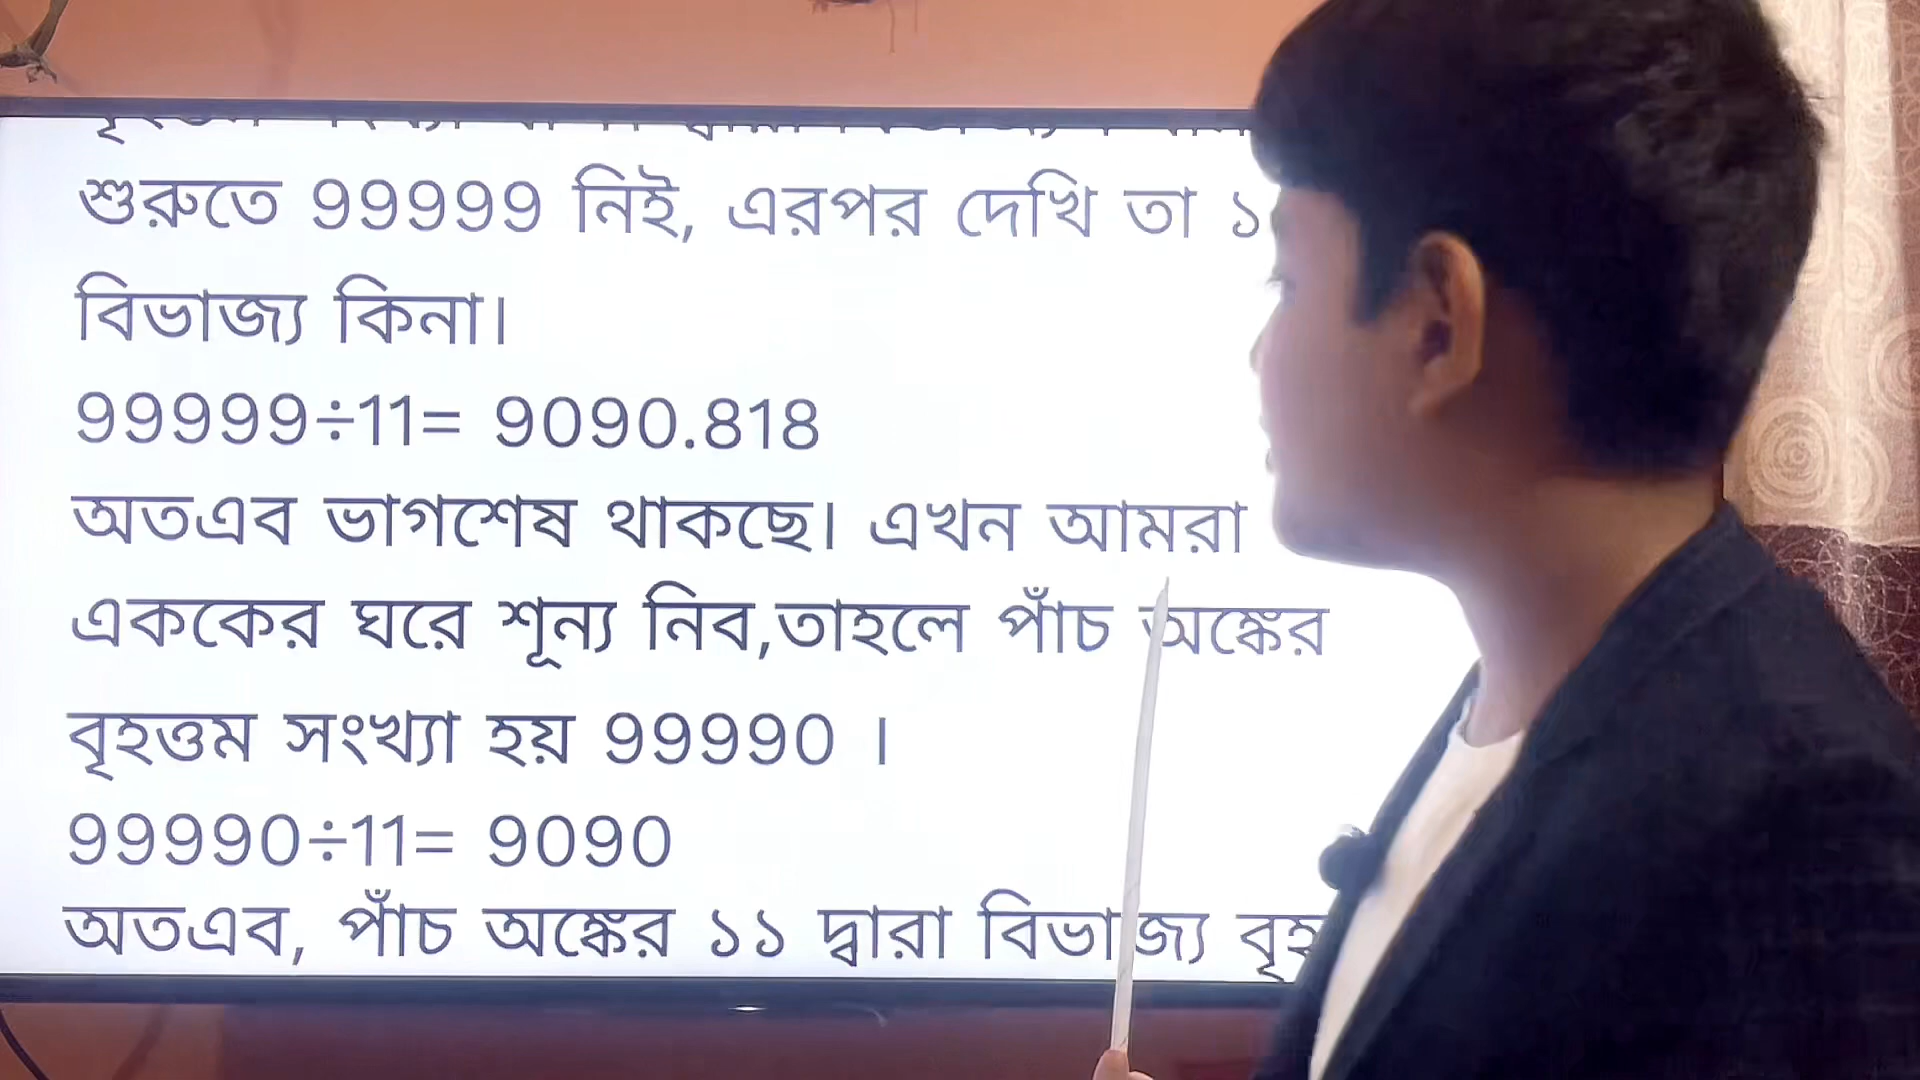 শুরুতে 99999 নিই, এরপর দেখি তা ১
বিভাজ্য কিনা।
99999÷11= 9090.818
অতএব ভাগশেষ থাকছে। এখন আমরা
এককের ঘরে শূন্য নিব,তাহলে পাঁচ অঙ্কের
বৃহত্তম সংখ্যা হয় 99990 ।
99990÷11= 9090
অতএব, পাঁচ অঙ্কের ১১ দ্বারা বিভাজ্য বৃহ